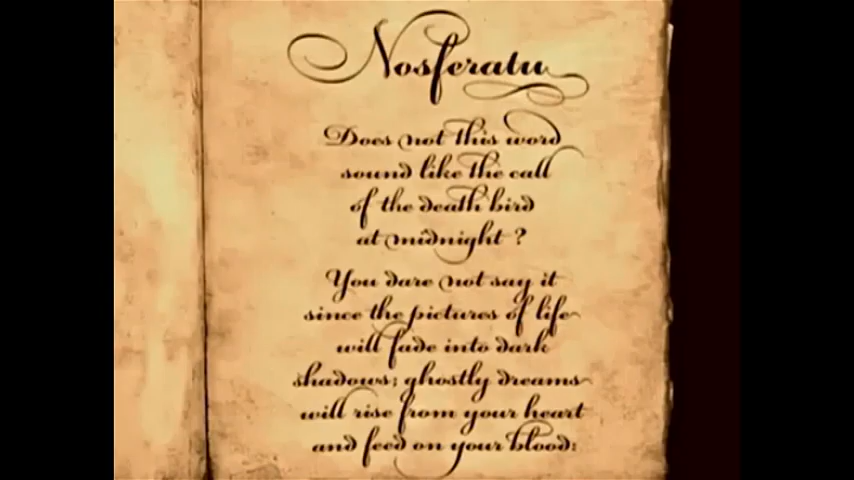 Nosferatu
Does not this word
sound like the call
of the death bird
at midnight ?
You dare not say it
since the pictures of life
will fade into dark
shadows; ghostly dreams
will rise from your heart
and feed on your blood: